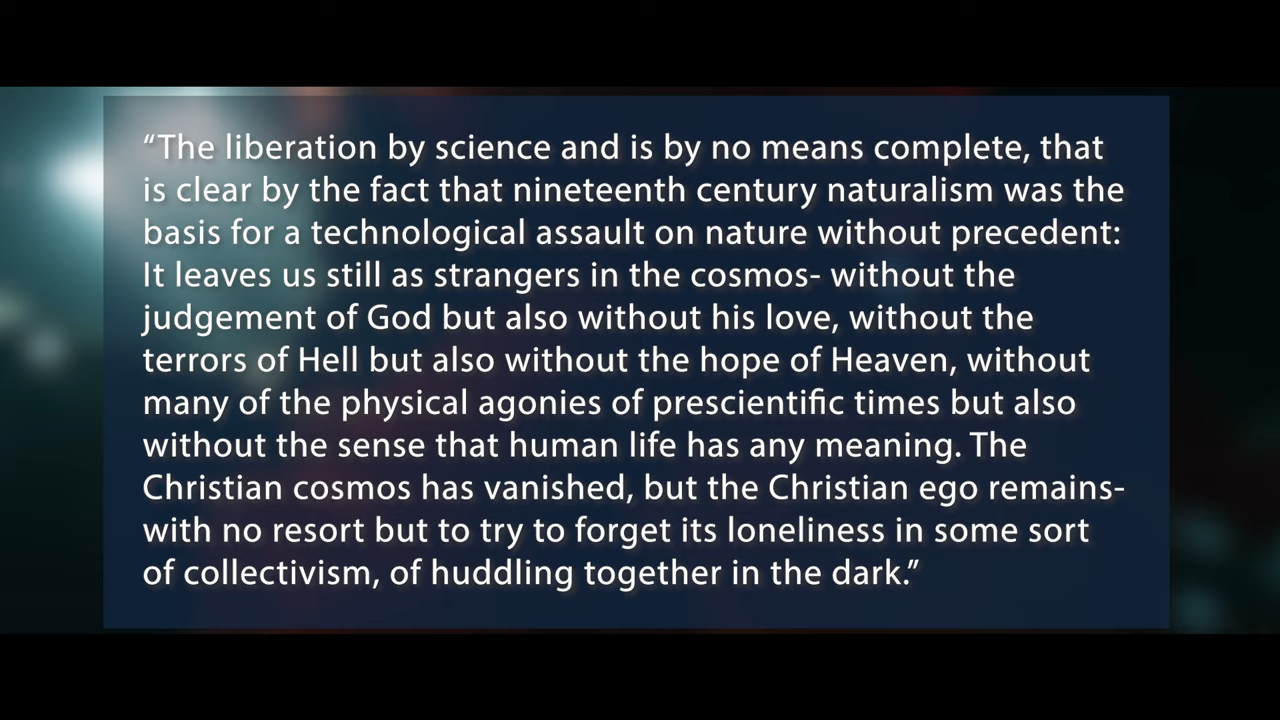 “The liberation by science and is by no means complete, that
is clear by the fact that nineteenth century naturalism was the
basis for a technological assault on nature without precedent:
It leaves us still as strangers in the cosmos- without the
judgement of God but also without his love, without the
terrors of Hell but also without the hope of Heaven, without
many of the physical agonies of prescientific times but also
without the sense that human life has any meaning. The
Christian cosmos has vanished, but the Christian ego remains-
with no resort but to try to forget its loneliness in some sort
of collectivism, of huddling together in the dark.”